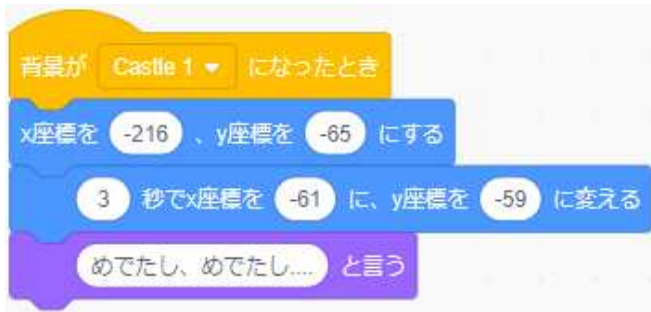 背景が Castle 1 になったとき
x座標を -216 、y座標を -65 にする
3 秒でx座標を -61 に、y座標を -59 に変える
めでたし、めでたし.... と言う